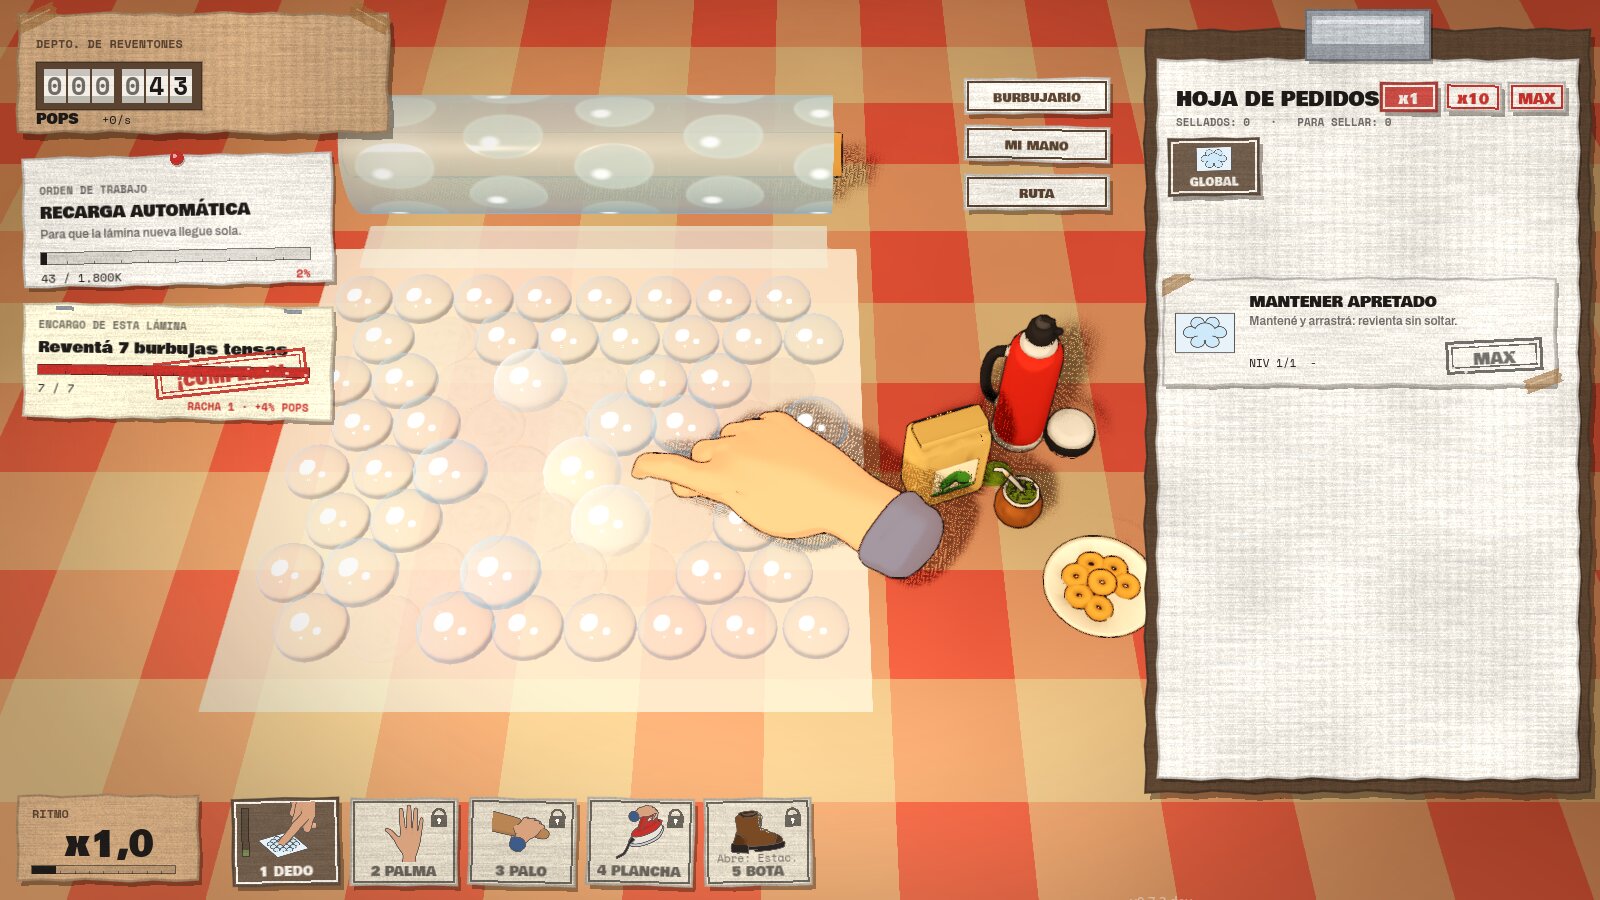 DEPTO. DE REVENTONES
000 043
POPS +0/s
ORDEN DE TRABAJO
RECARGA AUTOMÁTICA
Para que la lámina nueva llegue sola.
43 / 1.800K 2%
ENCARGO DE ESTA LÁMINA
Reventá 7 burbujas tensas
7 / 7
RACHA 1 · +4% POPS
BURBUJARIO
MI MANO
RUTA
HOJA DE PEDIDOS x1 x10 MAX
SELLADOS: 0 · PARA SELLAR: 0
GLOBAL
MANTENER APRETADO
Mantené y arrastrá: revienta sin soltar.
NIV 1/1 -
MAX
RITMO
x1,0
1 DEDO
2 PALMA
3 PALO
4 PLANCHA
Abre: Estac.
5 BOTA